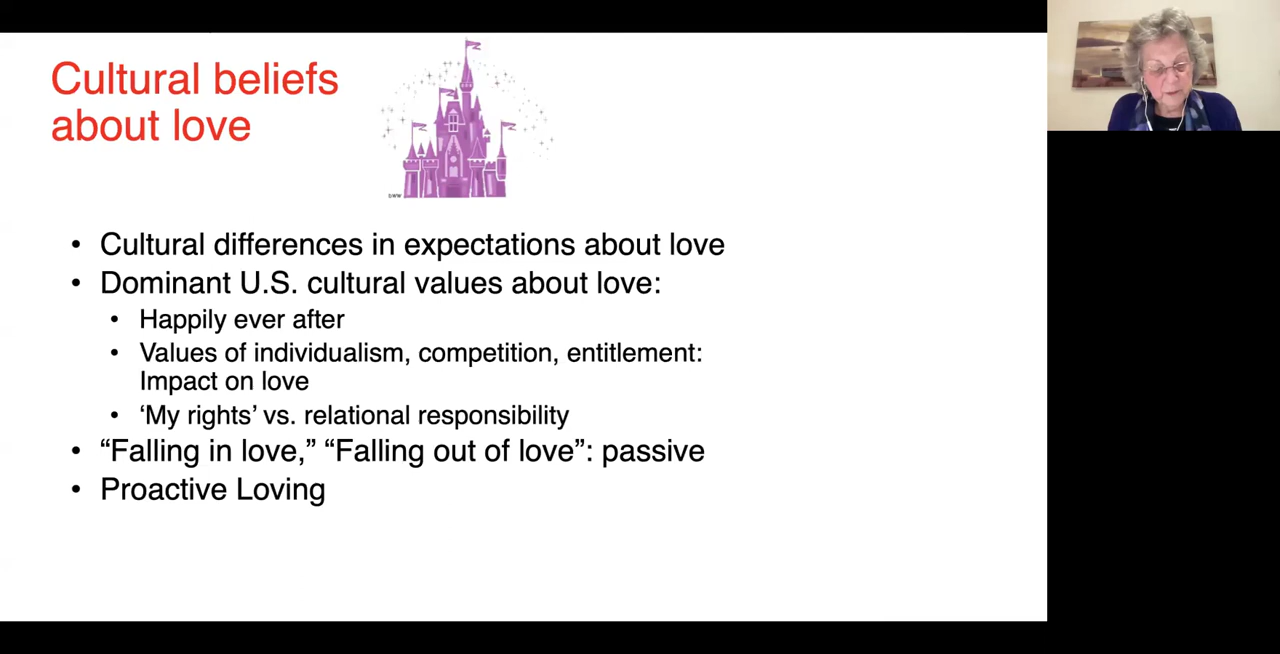 Cultural beliefs
about love
DWW
• Cultural differences in expectations about love
• Dominant U.S. cultural values about love:
• Happily ever after
• Values of individualism, competition, entitlement:
Impact on love
• ‘My rights’ vs. relational responsibility
• “Falling in love,” “Falling out of love”: passive
• Proactive Loving